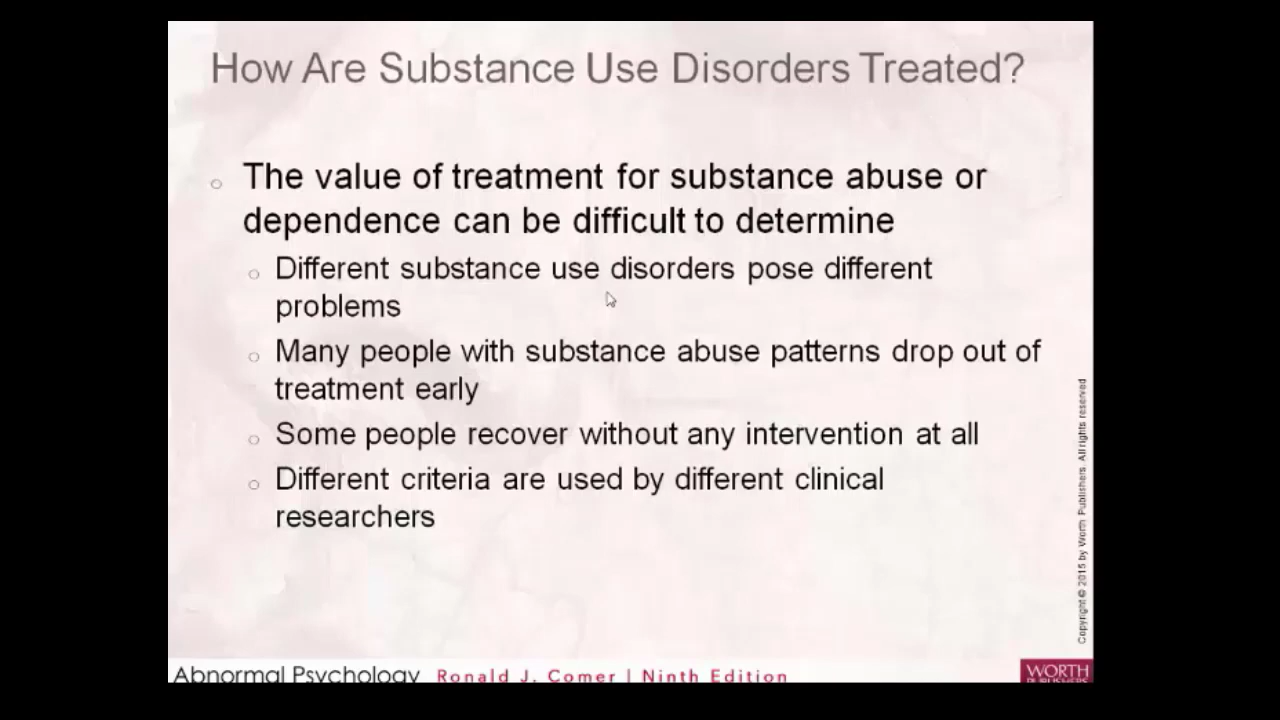 How Are Substance Use Disorders Treated?
The value of treatment for substance abuse or
dependence can be difficult to determine
Different substance use disorders pose different
problems
Many people with substance abuse patterns drop out of
treatment early
Some people recover without any intervention at all
Different criteria are used by different clinical
researchers
Copyright © 2015 by Worth Publishers. All rights reserved
Abnormal Psychology Ronald J. Comer | Ninth Edition
WORTH
PUBLISHERS